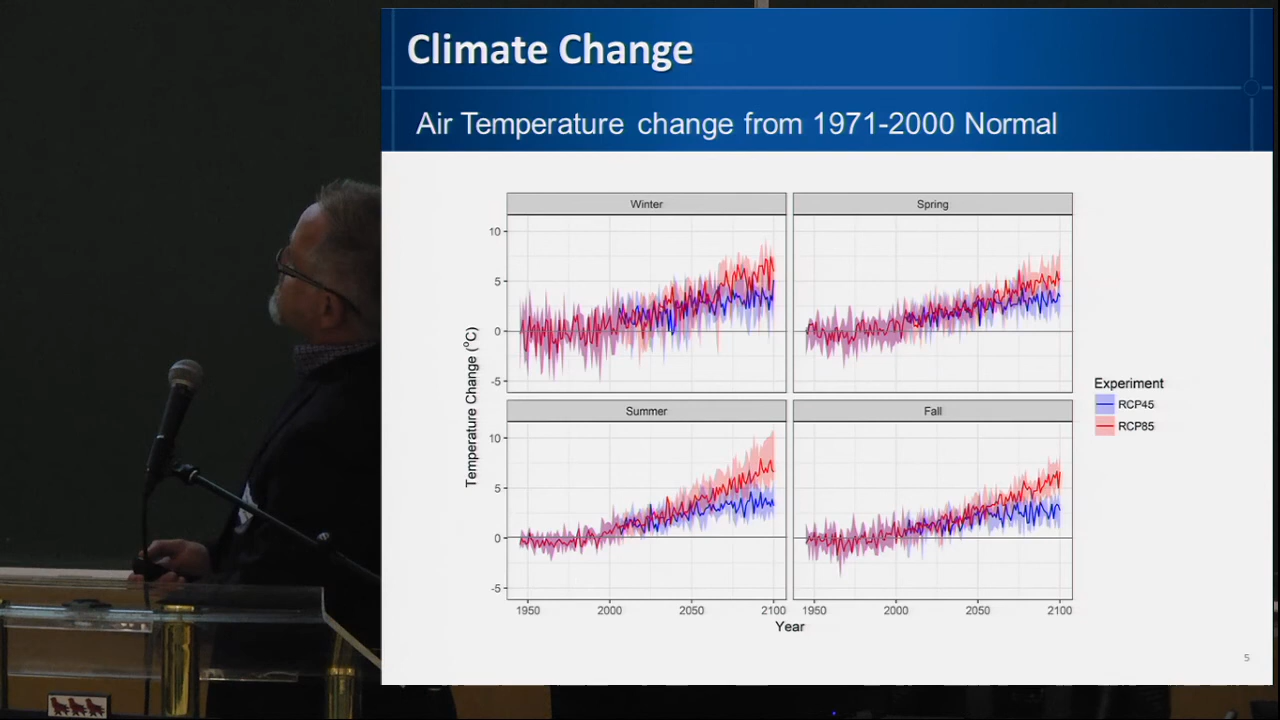 Climate Change
Air Temperature change from 1971-2000 Normal
Winter
Spring
10
5
0
-5
Summer
Fall
10
5
0
-5
Temperature Change (°C)
1950
2000
2050
2100
1950
2000
2050
2100
Year
Experiment
RCP45
RCP85
5